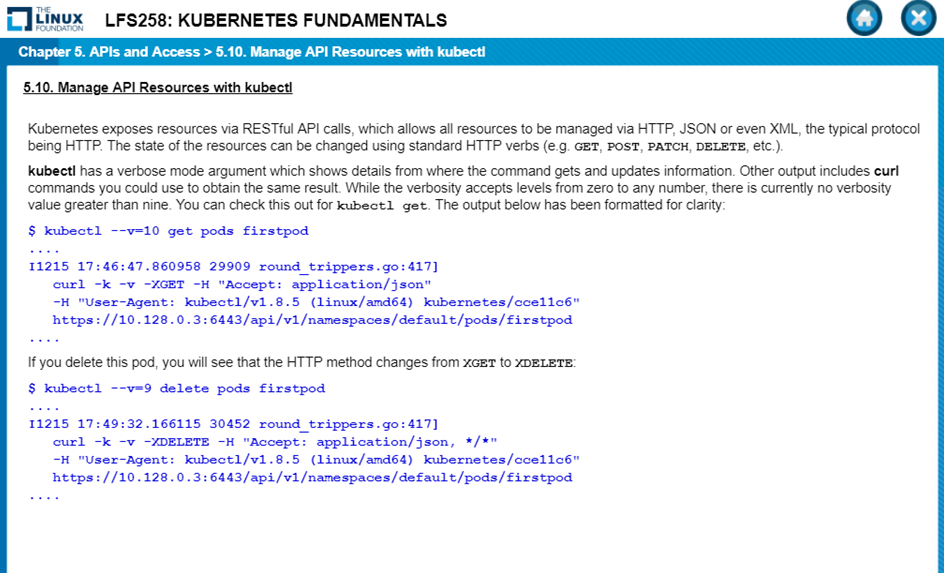 THE
LINUX
FOUNDATION
LFS258: KUBERNETES FUNDAMENTALS
Chapter 5. APIs and Access > 5.10. Manage API Resources with kubectl
5.10. Manage API Resources with kubectl
Kubernetes exposes resources via RESTful API calls, which allows all resources to be managed via HTTP, JSON or even XML, the typical protocol
being HTTP. The state of the resources can be changed using standard HTTP verbs (e.g. GET, POST, PATCH, DELETE, etc.).
kubectl has a verbose mode argument which shows details from where the command gets and updates information. Other output includes curl
commands you could use to obtain the same result. While the verbosity accepts levels from zero to any number, there is currently no verbosity
value greater than nine. You can check this out for kubectl get. The output below has been formatted for clarity:
$ kubectl --v=10 get pods firstpod
....
I1215 17:46:47.860958 29909 round_trippers.go:417]
curl -k -v -XGET -H "Accept: application/json"
-H "User-Agent: kubectl/v1.8.5 (linux/amd64) kubernetes/cce11c6"
https://10.128.0.3:6443/api/v1/namespaces/default/pods/firstpod
....
If you delete this pod, you will see that the HTTP method changes from XGET to XDELETE:
$ kubectl --v=9 delete pods firstpod
....
I1215 17:49:32.166115 30452 round_trippers.go:417]
curl -k -v -XDELETE -H "Accept: application/json, */*"
-H "User-Agent: kubectl/v1.8.5 (linux/amd64) kubernetes/cce11c6"
https://10.128.0.3:6443/api/v1/namespaces/default/pods/firstpod
....